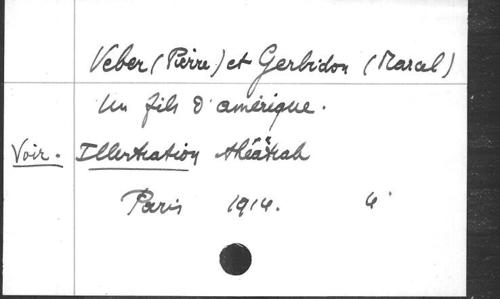 Veber (Pierre) et Gerbidon (Marcel)
Un fils d'amérique.
Voir. Illustration théâtrale
Paris 1914. 4°